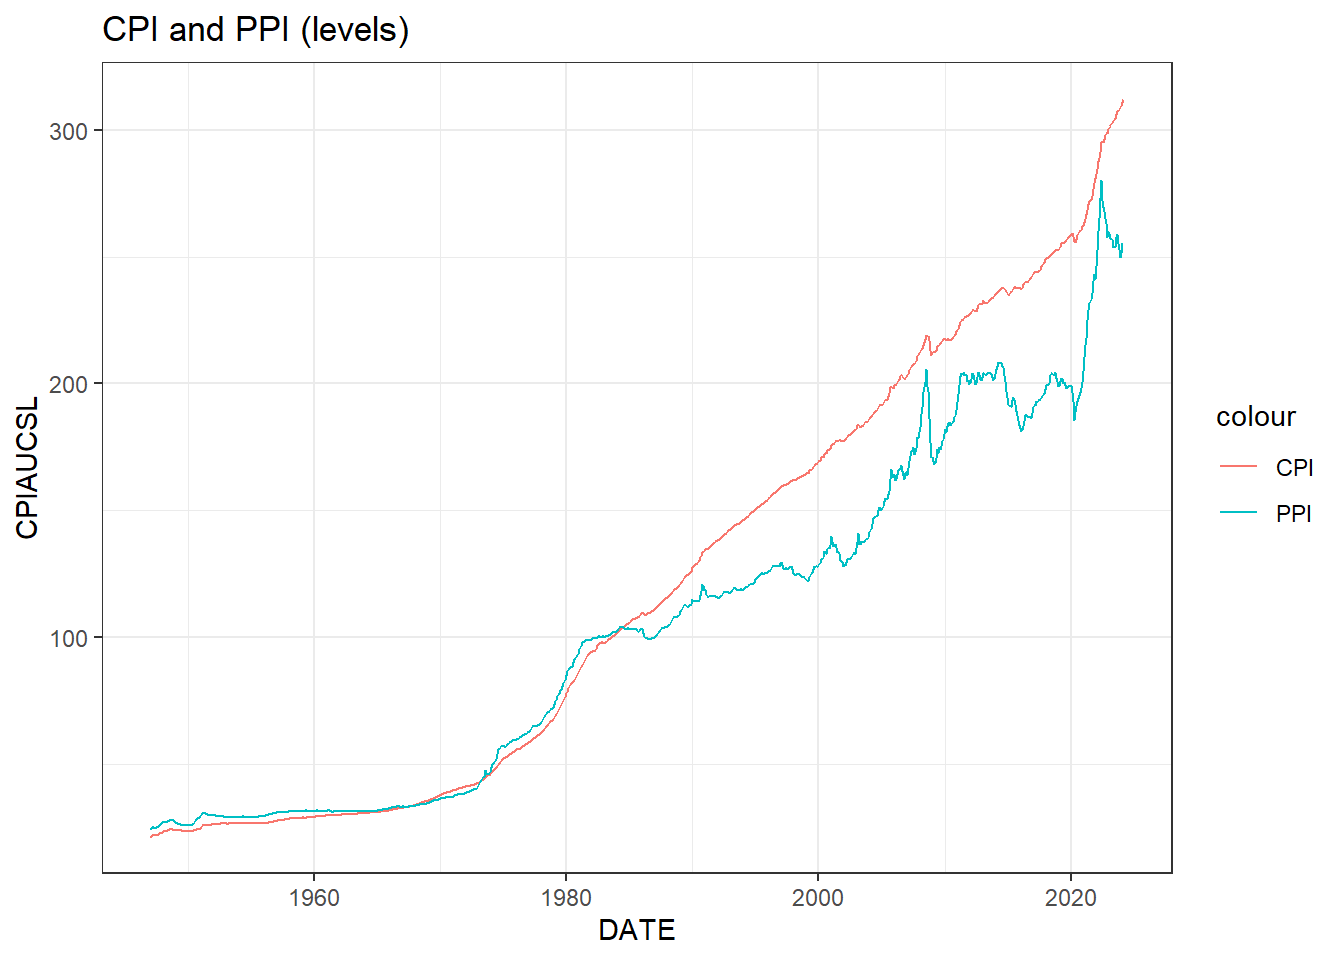 CPI and PPI (levels)
300
200
100
CPIAUCSL
1960
1980
2000
2020
DATE
colour
CPI
PPI